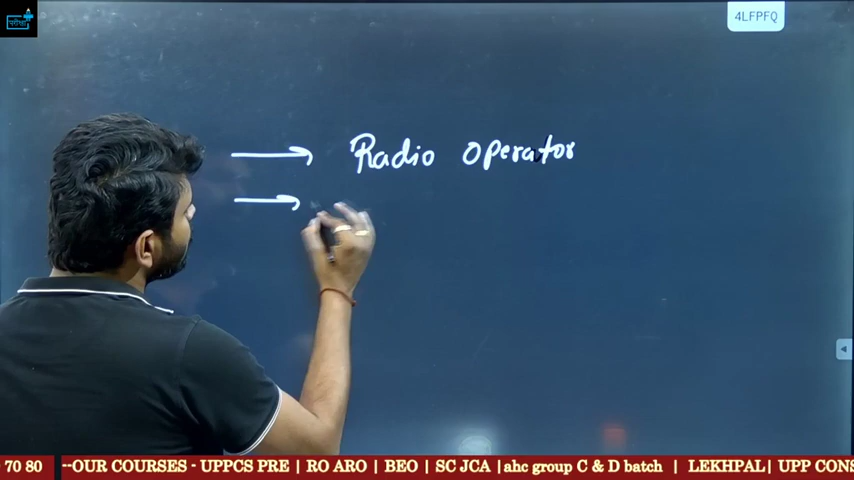 परीक्षा
4LFPFQ
→ Radio Operator
→
70 80 --OUR COURSES - UPPCS PRE | RO ARO | BEO | SC JCA |ahc group C & D batch | LEKHPAL| UPP CONS